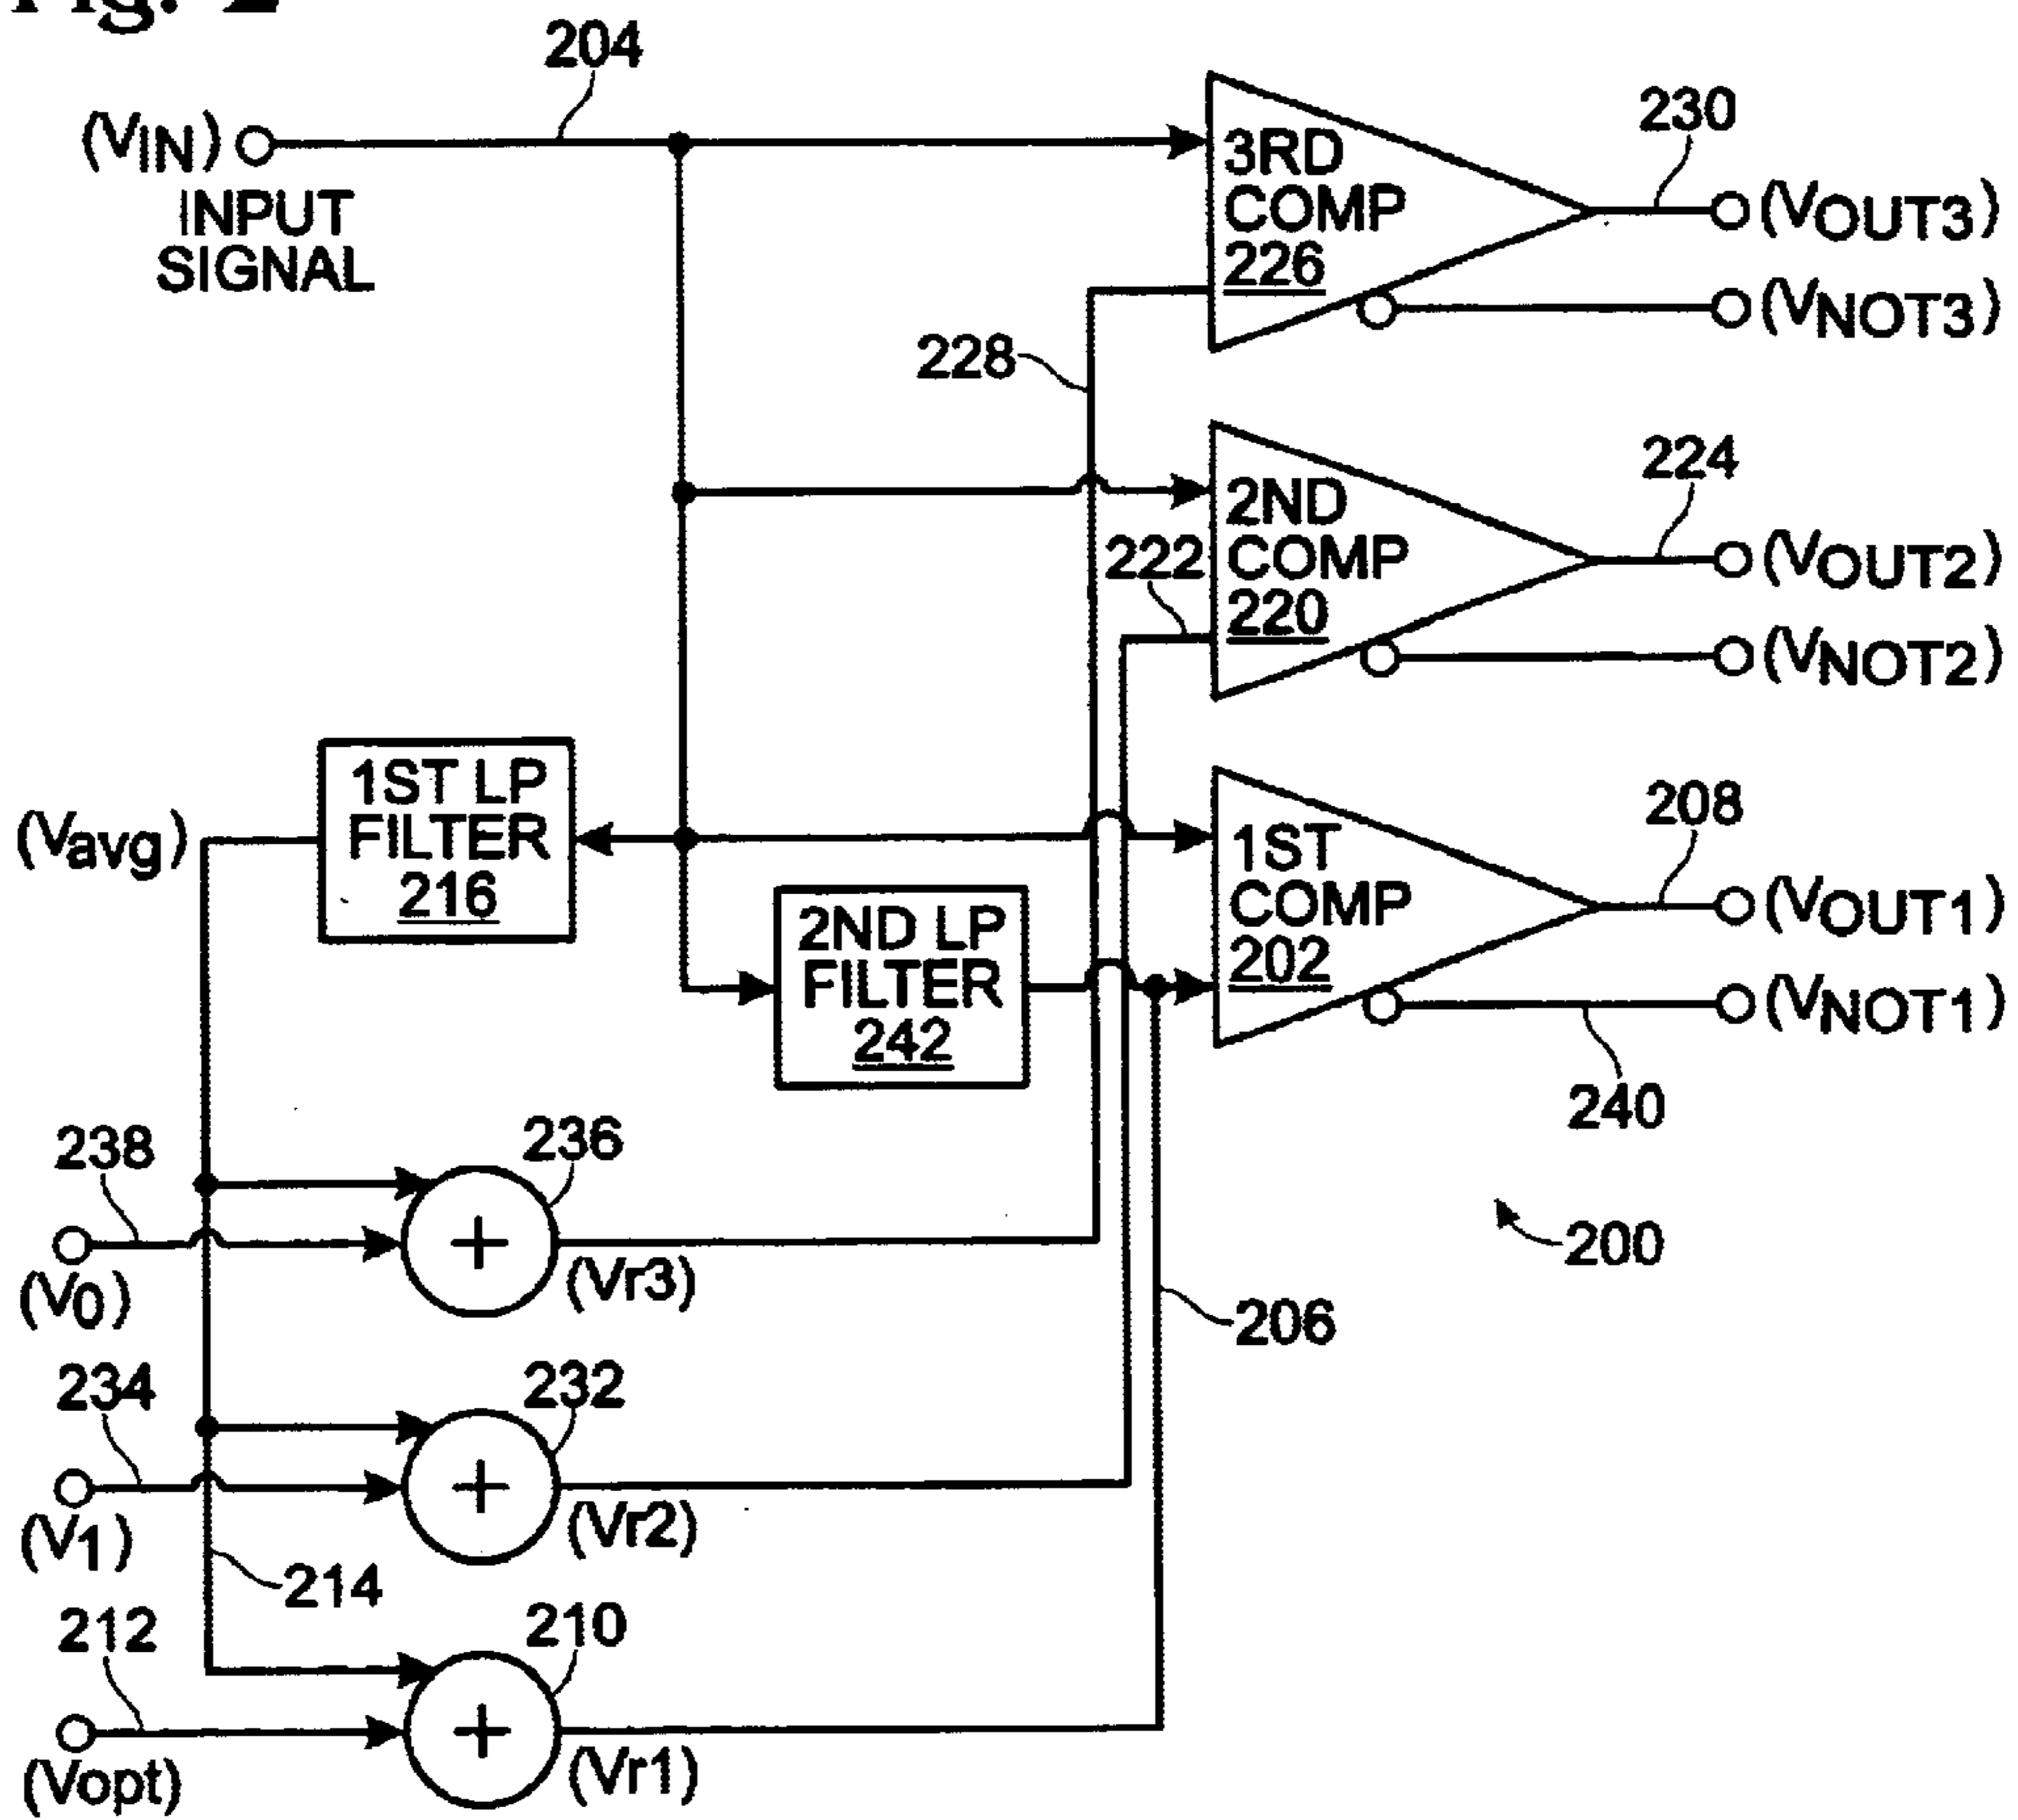 Fig. 2
204
(VIN)
INPUT
SIGNAL
3RD
COMP
226
230
(VOUT3)
(VNOT3)
228
2ND
COMP
220
222
224
(VOUT2)
(VNOT2)
1ST LP
FILTER
216
(Vavg)
2ND LP
FILTER
242
1ST
COMP
202
208
(VOUT1)
(VNOT1)
240
238
236
+
(V0)
(Vr3)
200
206
234
232
+
(V1)
(Vr2)
214
212
210
+
(Vopt)
(Vr1)